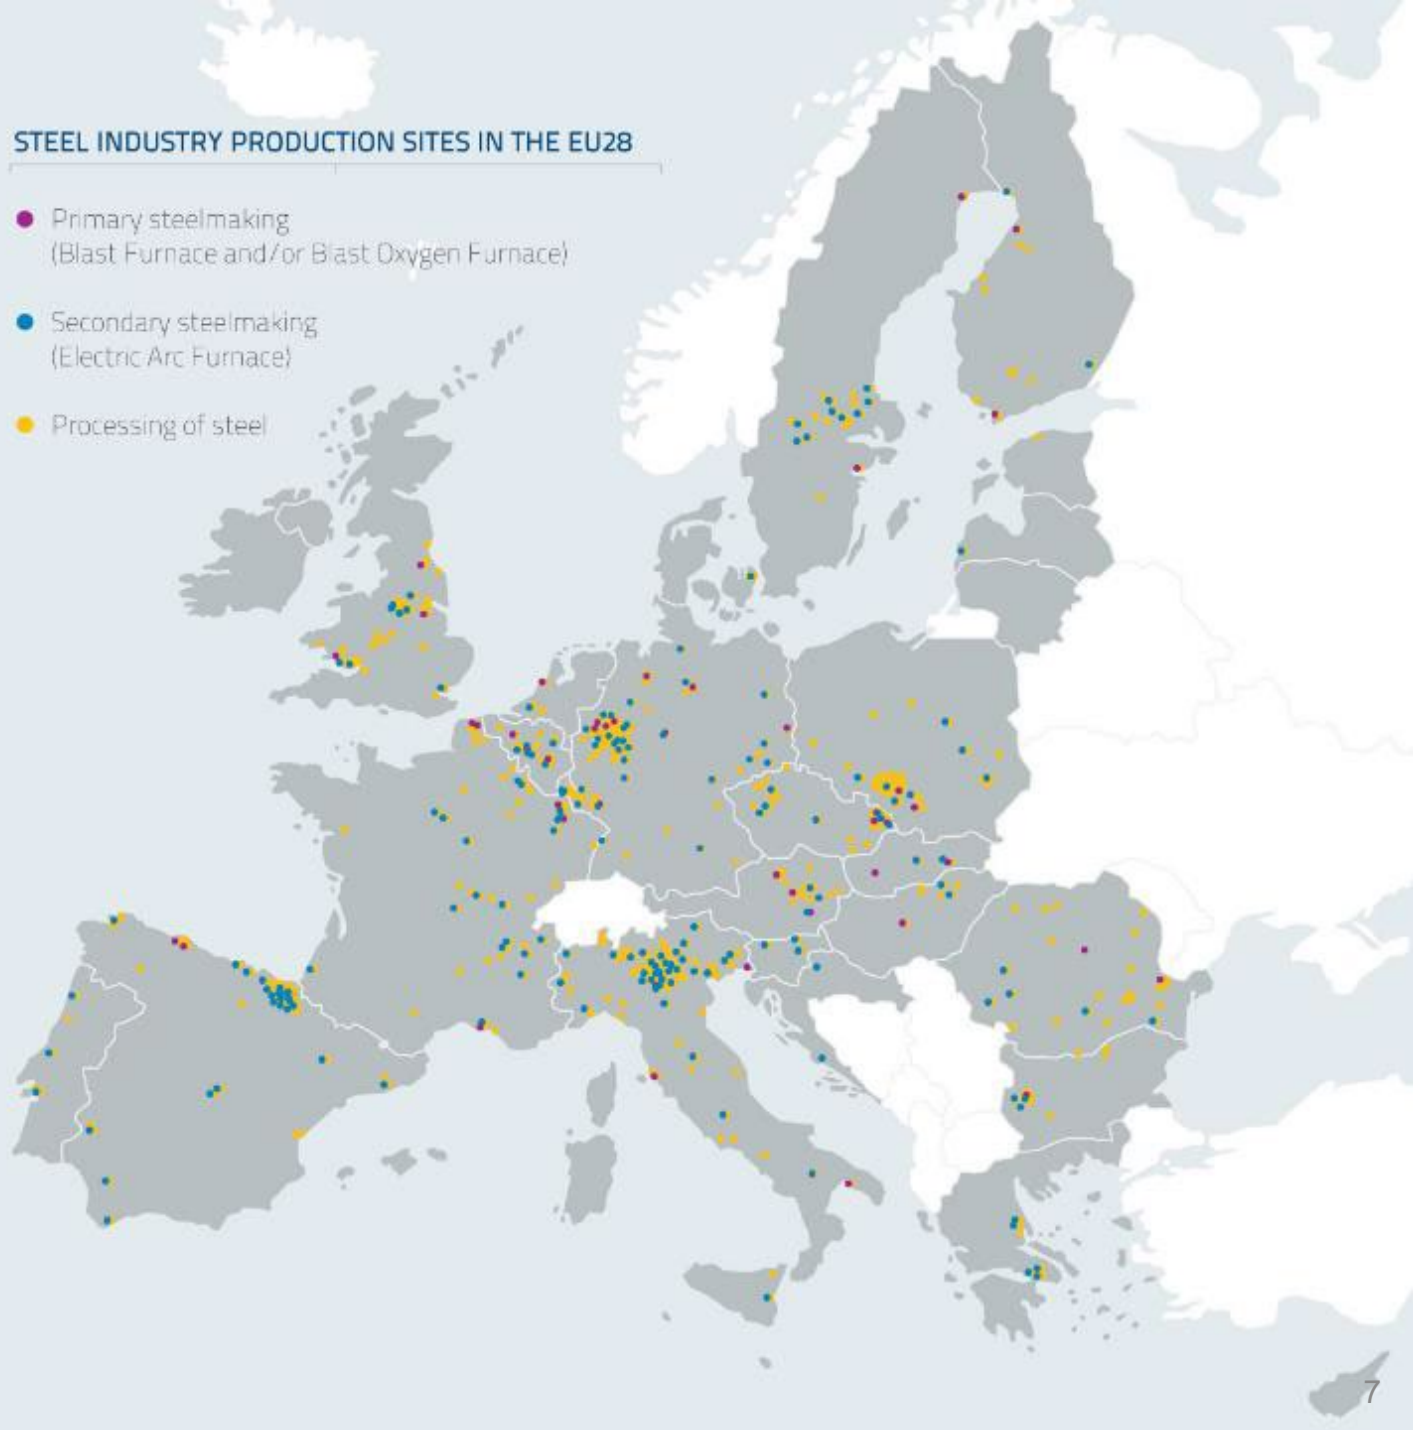 STEEL INDUSTRY PRODUCTION SITES IN THE EU28
Primary steelmaking
(Blast Furnace and/or Blast Oxygen Furnace)
Secondary steelmaking
(Electric Arc Furnace)
Processing of steel
7